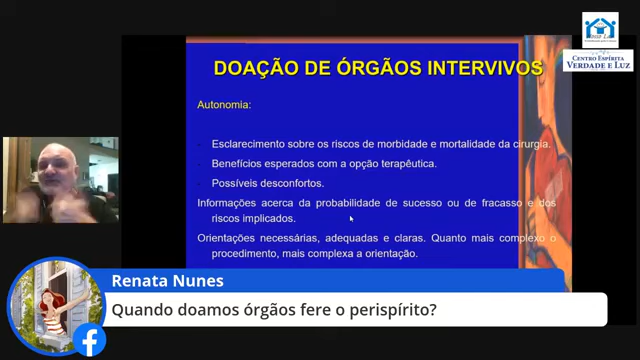 CENTRO ESPÍRITA
VERDADE E LUZ
DOAÇÃO DE ÓRGÃOS INTERVIVOS
Autonomia:
Esclarecimento sobre os riscos de morbidade e mortalidade da cirurgia.
Benefícios esperados com a opção terapêutica.
Possíveis desconfortos.
Informações acerca da probabilidade de sucesso ou de fracasso e dos
riscos implicados.
Orientações necessárias, adequadas e claras. Quanto mais complexo o
procedimento, mais complexa a orientação.
Renata Nunes
Quando doamos órgãos fere o perispírito?